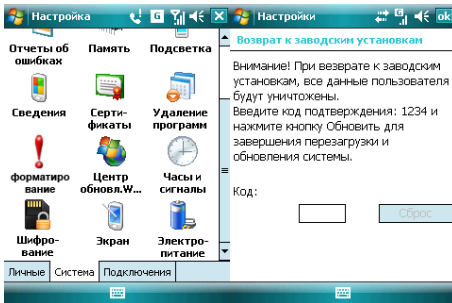 Настройка
Отчеты об ошибках
Память
Подсветка
Сведения
Серти-
фикаты
Удаление
программ
форматиро
вание
Центр
обновл.W...
Часы и
сигналы
Шифро-
вание
Экран
Электро-
питание
Личные Система Подключения
Настройки ok
Возврат к заводским установкам
Внимание! При везврате к заводским
установкам, все данные пользователя
будут уничтожены.
Введите код подтверждения: 1234 и
нажмите кнопку Обновить для
завершения перезагрузки и
обновления системы.
Код:
Сброс